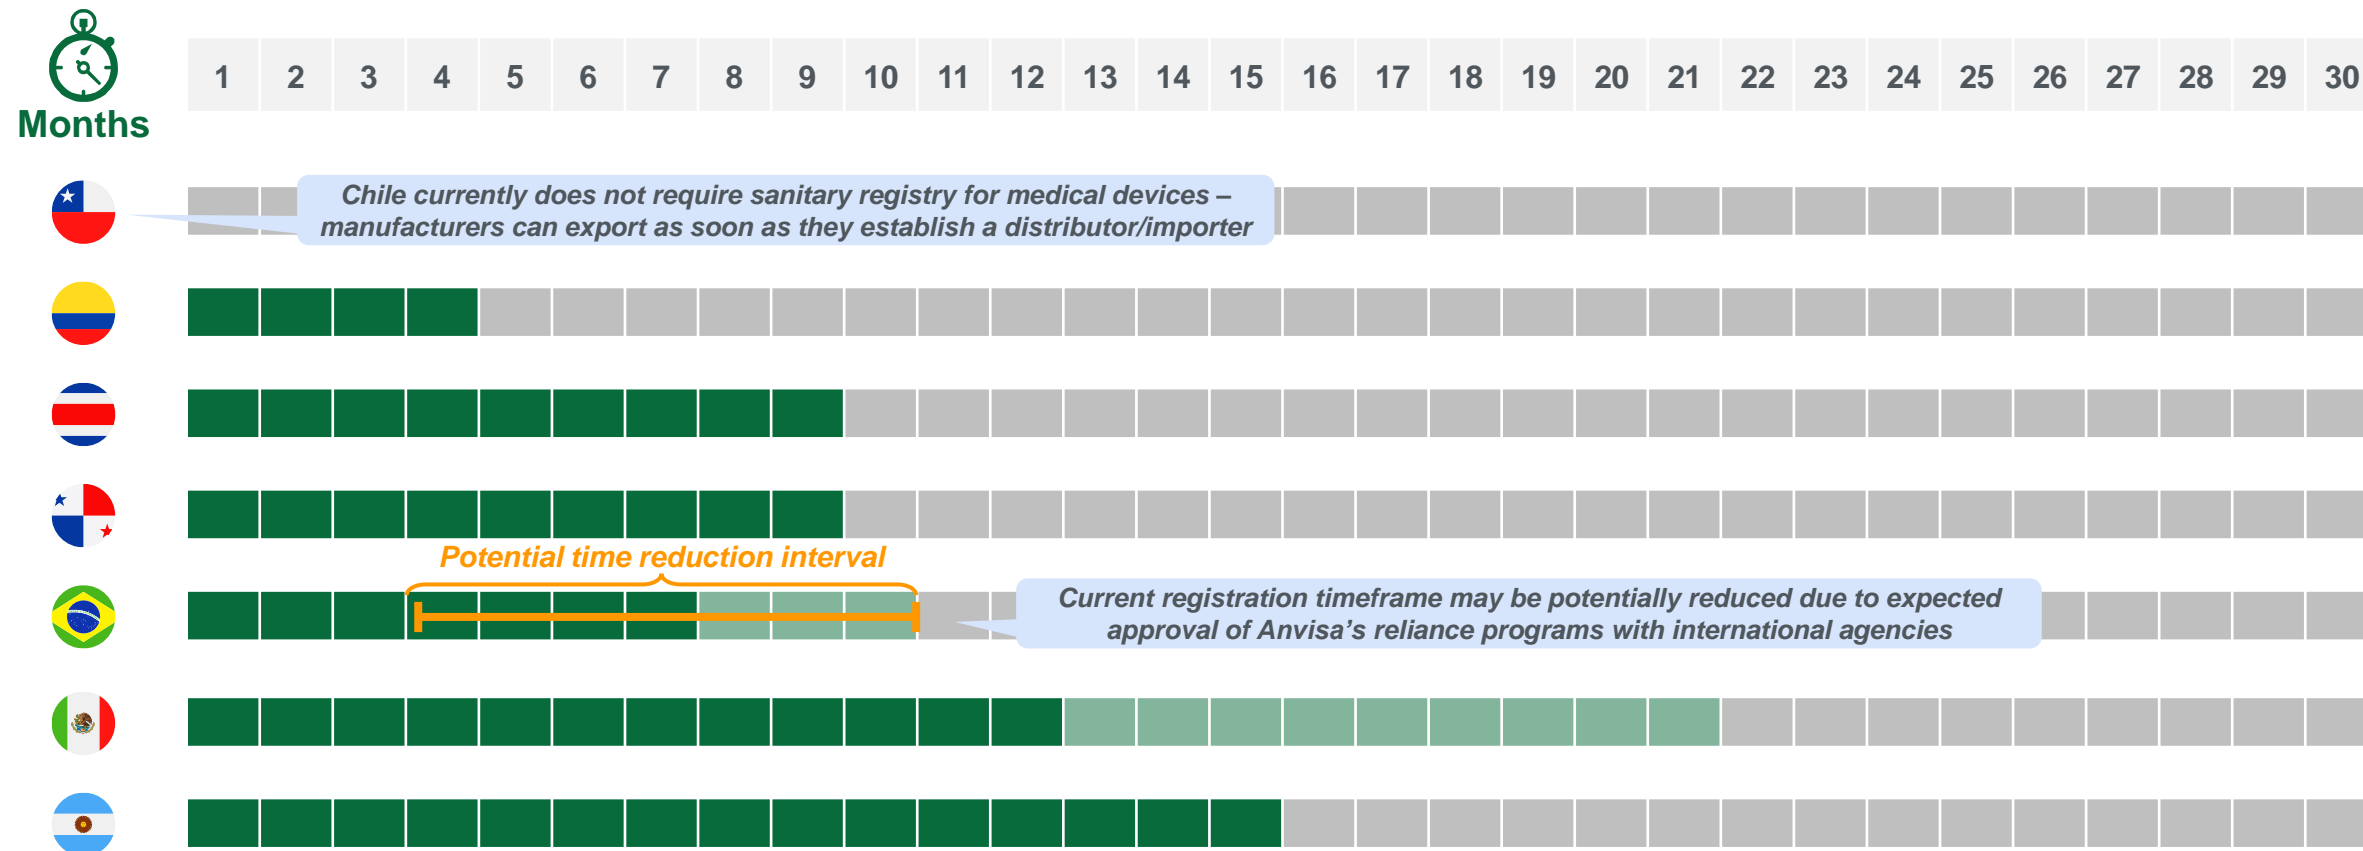 1 2 3 4 5 6 7 8 9 10 11 12 13 14 15 16 17 18 19 20 21 22 23 24 25 26 27 28 29 30
Months
Chile currently does not require sanitary registry for medical devices –
manufacturers can export as soon as they establish a distributor/importer
Potential time reduction interval
Current registration timeframe may be potentially reduced due to expected
approval of Anvisa’s reliance programs with international agencies